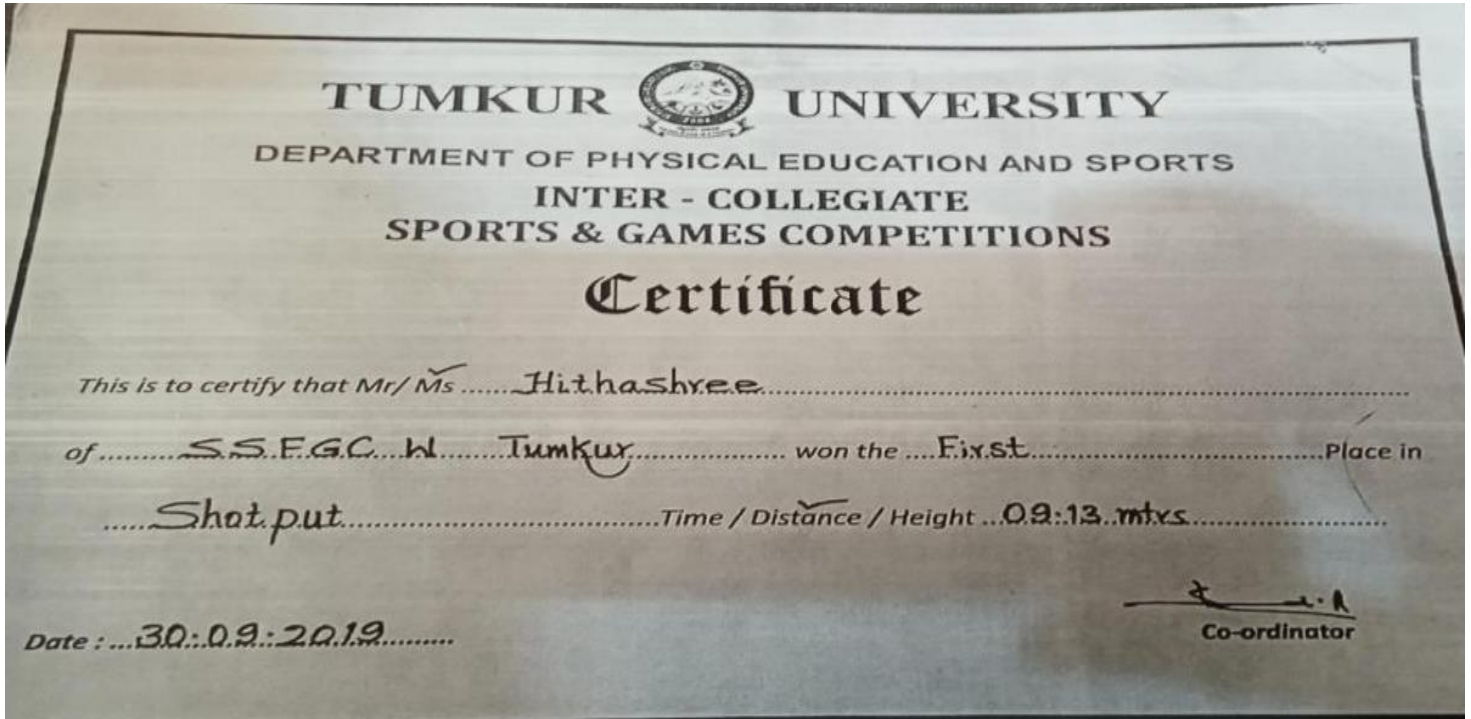 TUMKUR UNIVERSITY
DEPARTMENT OF PHYSICAL EDUCATION AND SPORTS
INTER - COLLEGIATE
SPORTS & GAMES COMPETITIONS
Certificate
This is to certify that Mr/ Ms ...... Hithashree ......
of ...... S.S.F.G.C. W ...... Tumkur ...... won the .... First ...... Place in
...... Shot put ...... Time / Distance / Height ... 09:13 mtrs ......
Date : ... 30:09:2019 ......
Co-ordinator